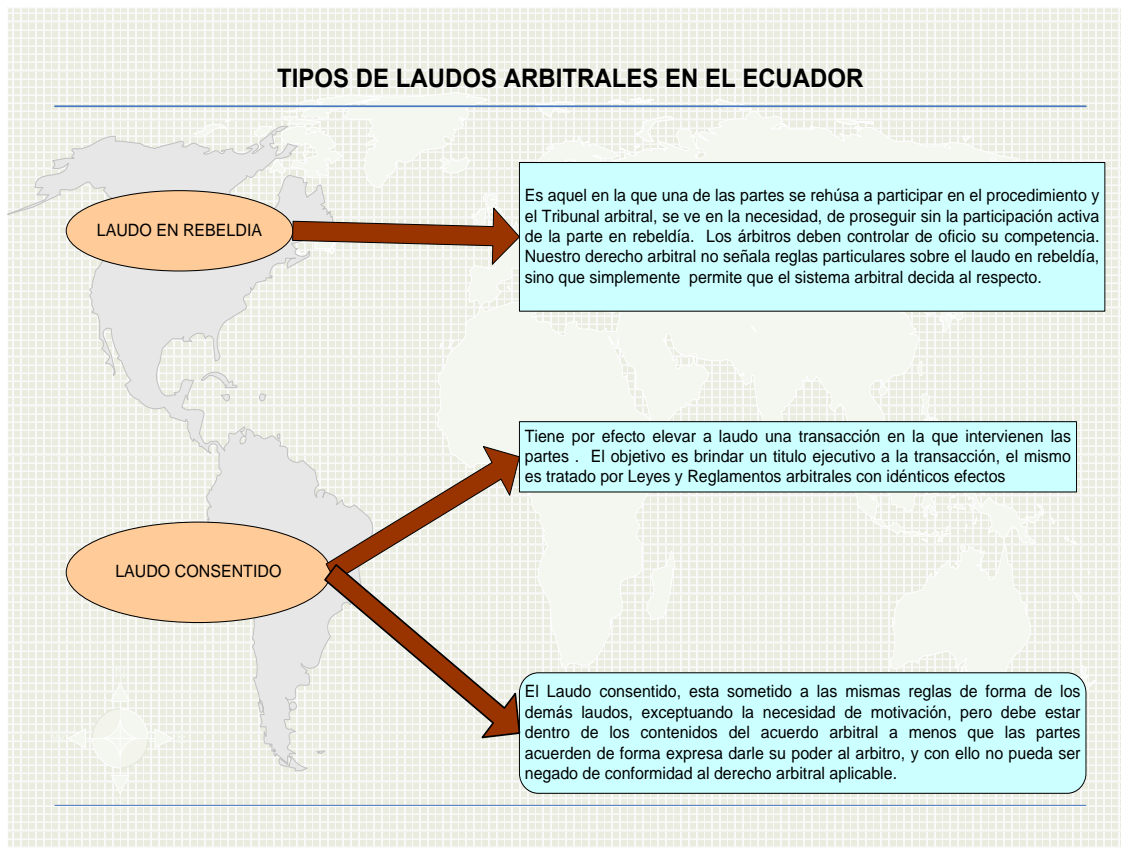 TIPOS DE LAUDOS ARBITRALES EN EL ECUADOR
LAUDO EN REBELDIA
Es aquel en la que una de las partes se rehúsa a participar en el procedimiento y
el Tribunal arbitral, se ve en la necesidad, de proseguir sin la participación activa
de la parte en rebeldía. Los árbitros deben controlar de oficio su competencia.
Nuestro derecho arbitral no señala reglas particulares sobre el laudo en rebeldía,
sino que simplemente permite que el sistema arbitral decida al respecto.
LAUDO CONSENTIDO
Tiene por efecto elevar a laudo una transacción en la que intervienen las
partes . El objetivo es brindar un titulo ejecutivo a la transacción, el mismo
es tratado por Leyes y Reglamentos arbitrales con idénticos efectos
El Laudo consentido, esta sometido a las mismas reglas de forma de los
demás laudos, exceptuando la necesidad de motivación, pero debe estar
dentro de los contenidos del acuerdo arbitral a menos que las partes
acuerden de forma expresa darle su poder al arbitro, y con ello no pueda ser
negado de conformidad al derecho arbitral aplicable.